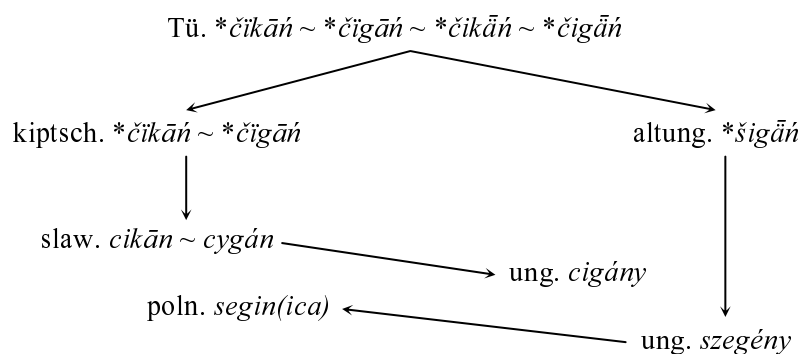 Tü. *čïkāń ~ *čïgāń ~ *čikǟń ~ *čigǟń
kiptsch. *čïkāń ~ *čïgāń
altung. *šigǟń
slaw. cikān ~ cygán
ung. cigány
poln. segin(ica)
ung. szegény